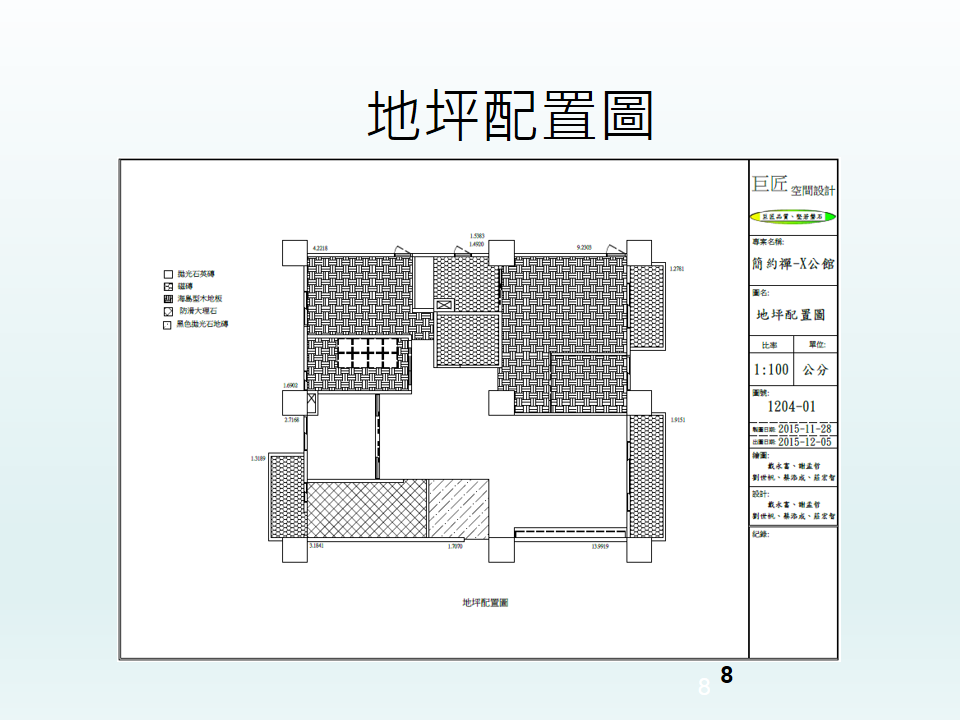 地坪配置圖
巨匠 空間設計
巨匠品質、堅若磐石
專案名稱:
簡約禪-X公館
圖名:
地坪配置圖
比率 單位:
1:100 公分
圖號:
1204-01
製圖日期: 2015-11-28
出圖日期: 2015-12-05
繪圖:
戴永富、謝孟哲
劉世帆、蔡添成、莊宏智
設計:
戴永富、謝孟哲
劉世帆、蔡添成、莊宏智
記錄:
拋光石英磚
磁磚
海島型木地板
防滑大理石
黑色拋光石地磚
4.2218
1.5383
1.4920
9.2303
1.2781
1.6902
2.7168
1.9151
1.3189
3.1841
1.7070
13.9919
地坪配置圖
8
8